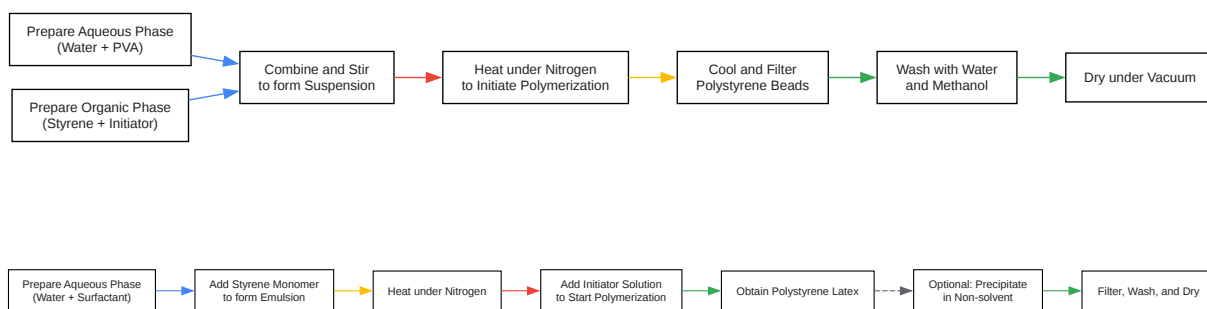 Prepare Aqueous Phase
(Water + PVA)
Prepare Organic Phase
(Styrene + Initiator)
Combine and Stir
to form Suspension
Heat under Nitrogen
to Initiate Polymerization
Cool and Filter
Polystyrene Beads
Wash with Water
and Methanol
Dry under Vacuum
Prepare Aqueous Phase
(Water + Surfactant)
Add Styrene Monomer
to form Emulsion
Heat under Nitrogen
Add Initiator Solution
to Start Polymerization
Obtain Polystyrene Latex
Optional: Precipitate
in Non-solvent
Filter, Wash, and Dry